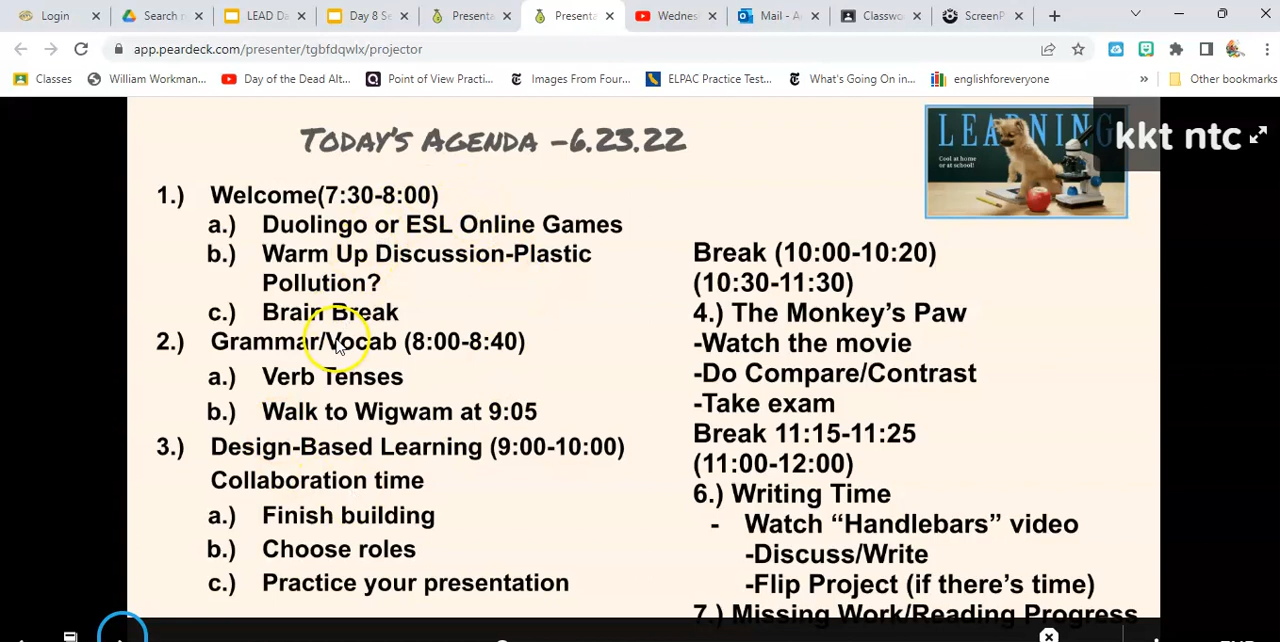 Login
Search r
LEAD Da
Day 8 Se
Presenta
Presenta
Wednes
Mail - A
Classwo
ScreenP
app.peardeck.com/presenter/tgbfdqwlx/projector
Classes
William Workman...
Day of the Dead Alt...
Point of View Practi...
Images From Four...
ELPAC Practice Test...
What's Going On in...
englishforeveryone
Other bookmarks
Today's Agenda -6.23.22
LEARNING
Cool at home
or at school!
kkt ntc
1.) Welcome(7:30-8:00)
a.) Duolingo or ESL Online Games
b.) Warm Up Discussion-Plastic
Pollution?
c.) Brain Break
2.) Grammar/Vocab (8:00-8:40)
a.) Verb Tenses
b.) Walk to Wigwam at 9:05
3.) Design-Based Learning (9:00-10:00)
Collaboration time
a.) Finish building
b.) Choose roles
c.) Practice your presentation
Break (10:00-10:20)
(10:30-11:30)
4.) The Monkey's Paw
-Watch the movie
-Do Compare/Contrast
-Take exam
Break 11:15-11:25
(11:00-12:00)
6.) Writing Time
- Watch “Handlebars” video
-Discuss/Write
-Flip Project (if there's time)
7.) Missing Work/Reading Progress